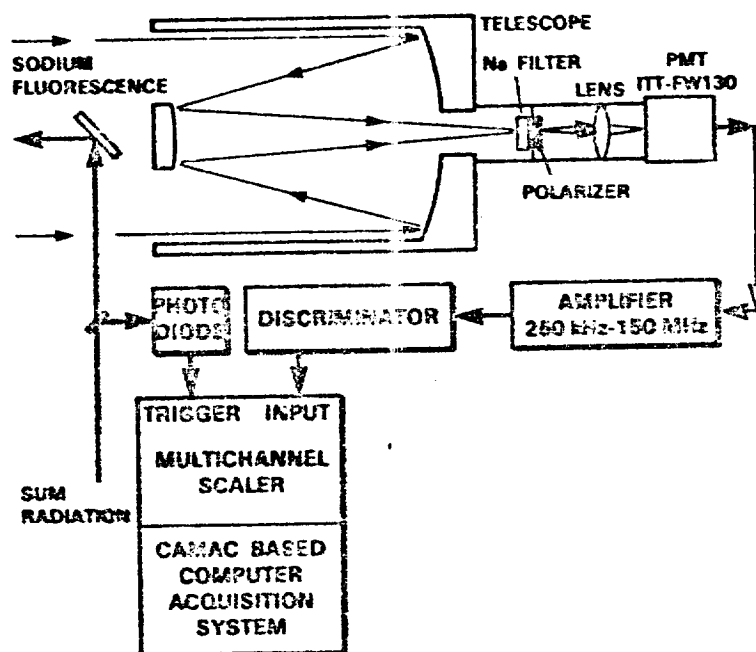 TELESCOPE
SODIUM
FLUORESCENCE
Na FILTER
LENS
PMT
ITT-FW130
POLARIZER
PHOTO
DIODE
DISCRIMINATOR
AMPLIFIER
250 kHz-150 MHz
TRIGGER INPUT
MULTICHANNEL
SCALER
SUM
RADIATION
CAMAC BASED
COMPUTER
ACQUISITION
SYSTEM